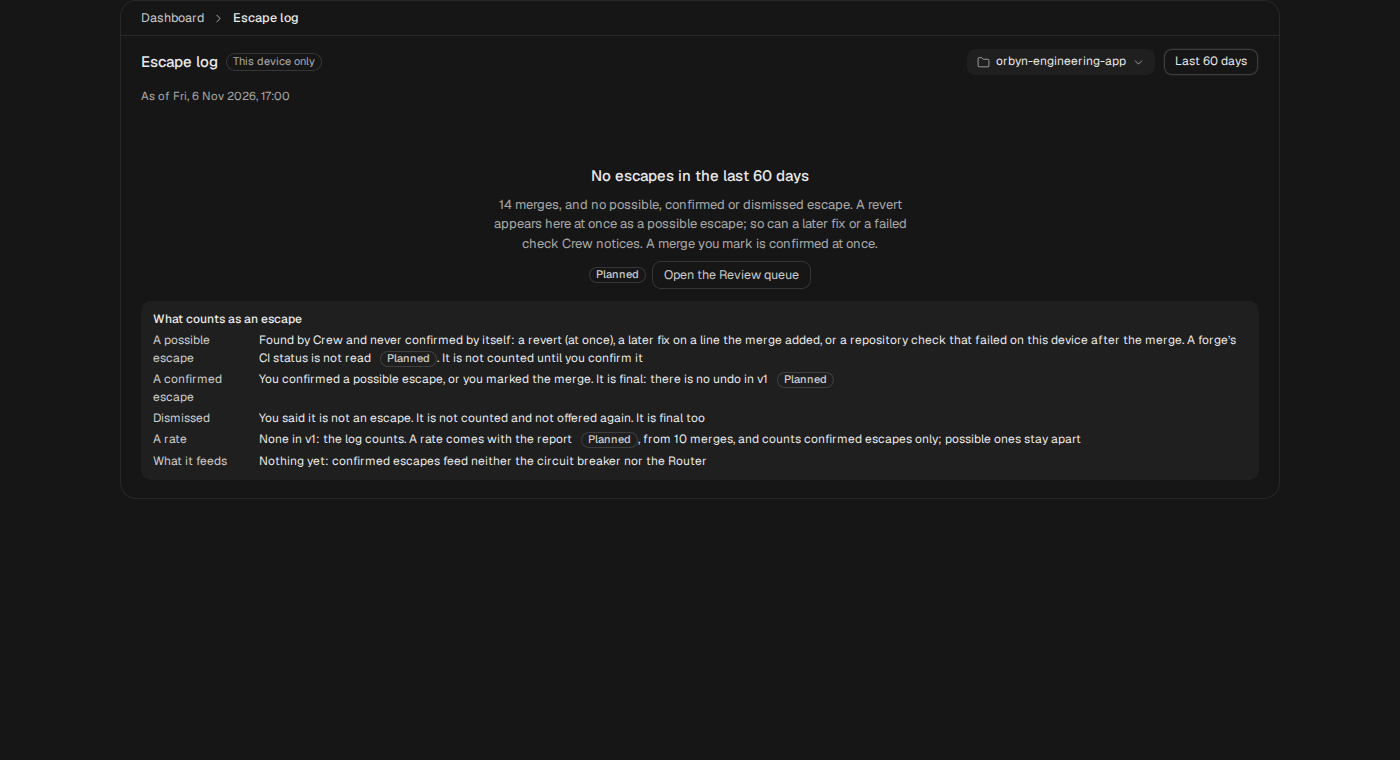 Dashboard > Escape log
Escape log This device only orbyn-engineering-app Last 60 days
As of Fri, 6 Nov 2026, 17:00
No escapes in the last 60 days
14 merges, and no possible, confirmed or dismissed escape. A revert
appears here at once as a possible escape; so can a later fix or a failed
check Crew notices. A merge you mark is confirmed at once.
Planned Open the Review queue
What counts as an escape
A possible escape Found by Crew and never confirmed by itself: a revert (at once), a later fix on a line the merge added, or a repository check that failed on this device after the merge. A forge's
CI status is not read Planned. It is not counted until you confirm it
A confirmed escape You confirmed a possible escape, or you marked the merge. It is final: there is no undo in v1 Planned
Dismissed You said it is not an escape. It is not counted and not offered again. It is final too
A rate None in v1: the log counts. A rate comes with the report Planned, from 10 merges, and counts confirmed escapes only; possible ones stay apart
What it feeds Nothing yet: confirmed escapes feed neither the circuit breaker nor the Router